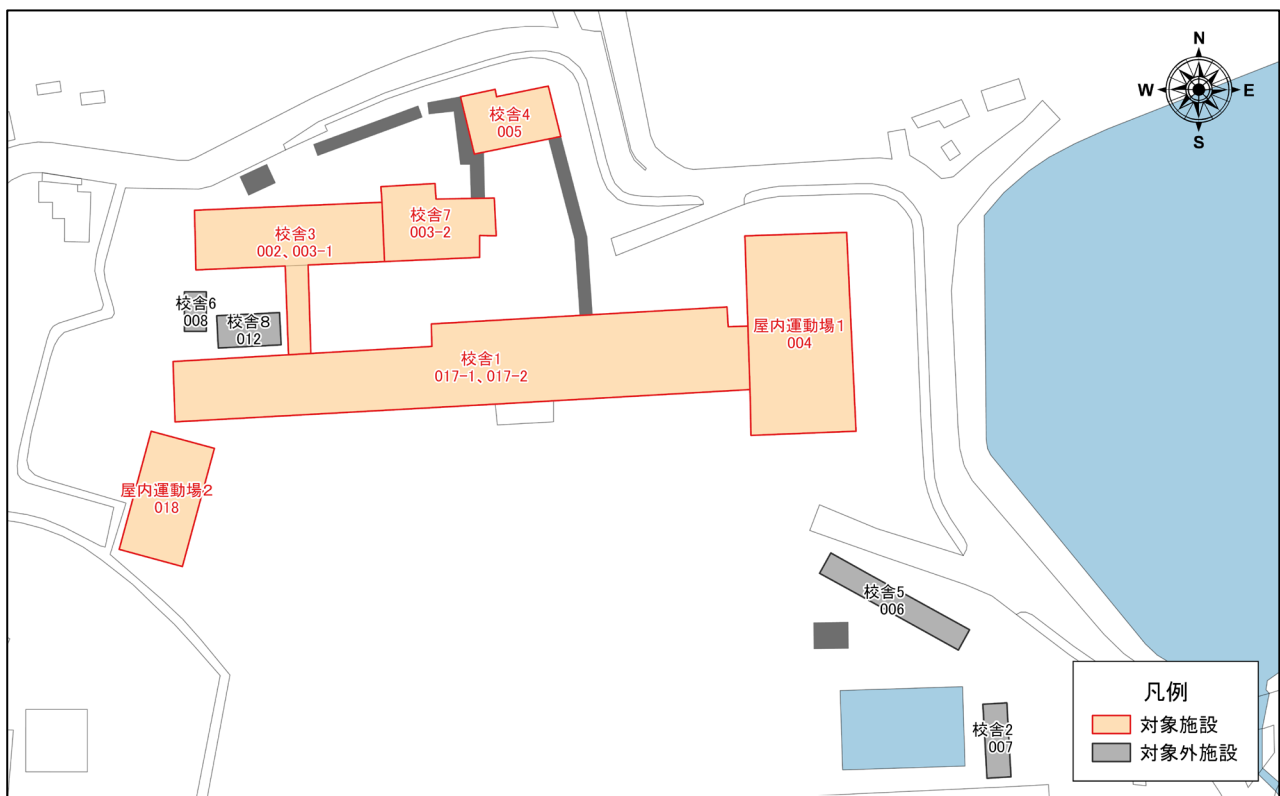 N
W
E
S
校舎4
005
校舎7
003-2
校舎3
002、003-1
校舎6
008
校舎8
012
屋内運動場1
004
校舎1
017-1、017-2
屋内運動場2
018
校舎5
006
校舎2
007
凡例
対象施設
対象外施設